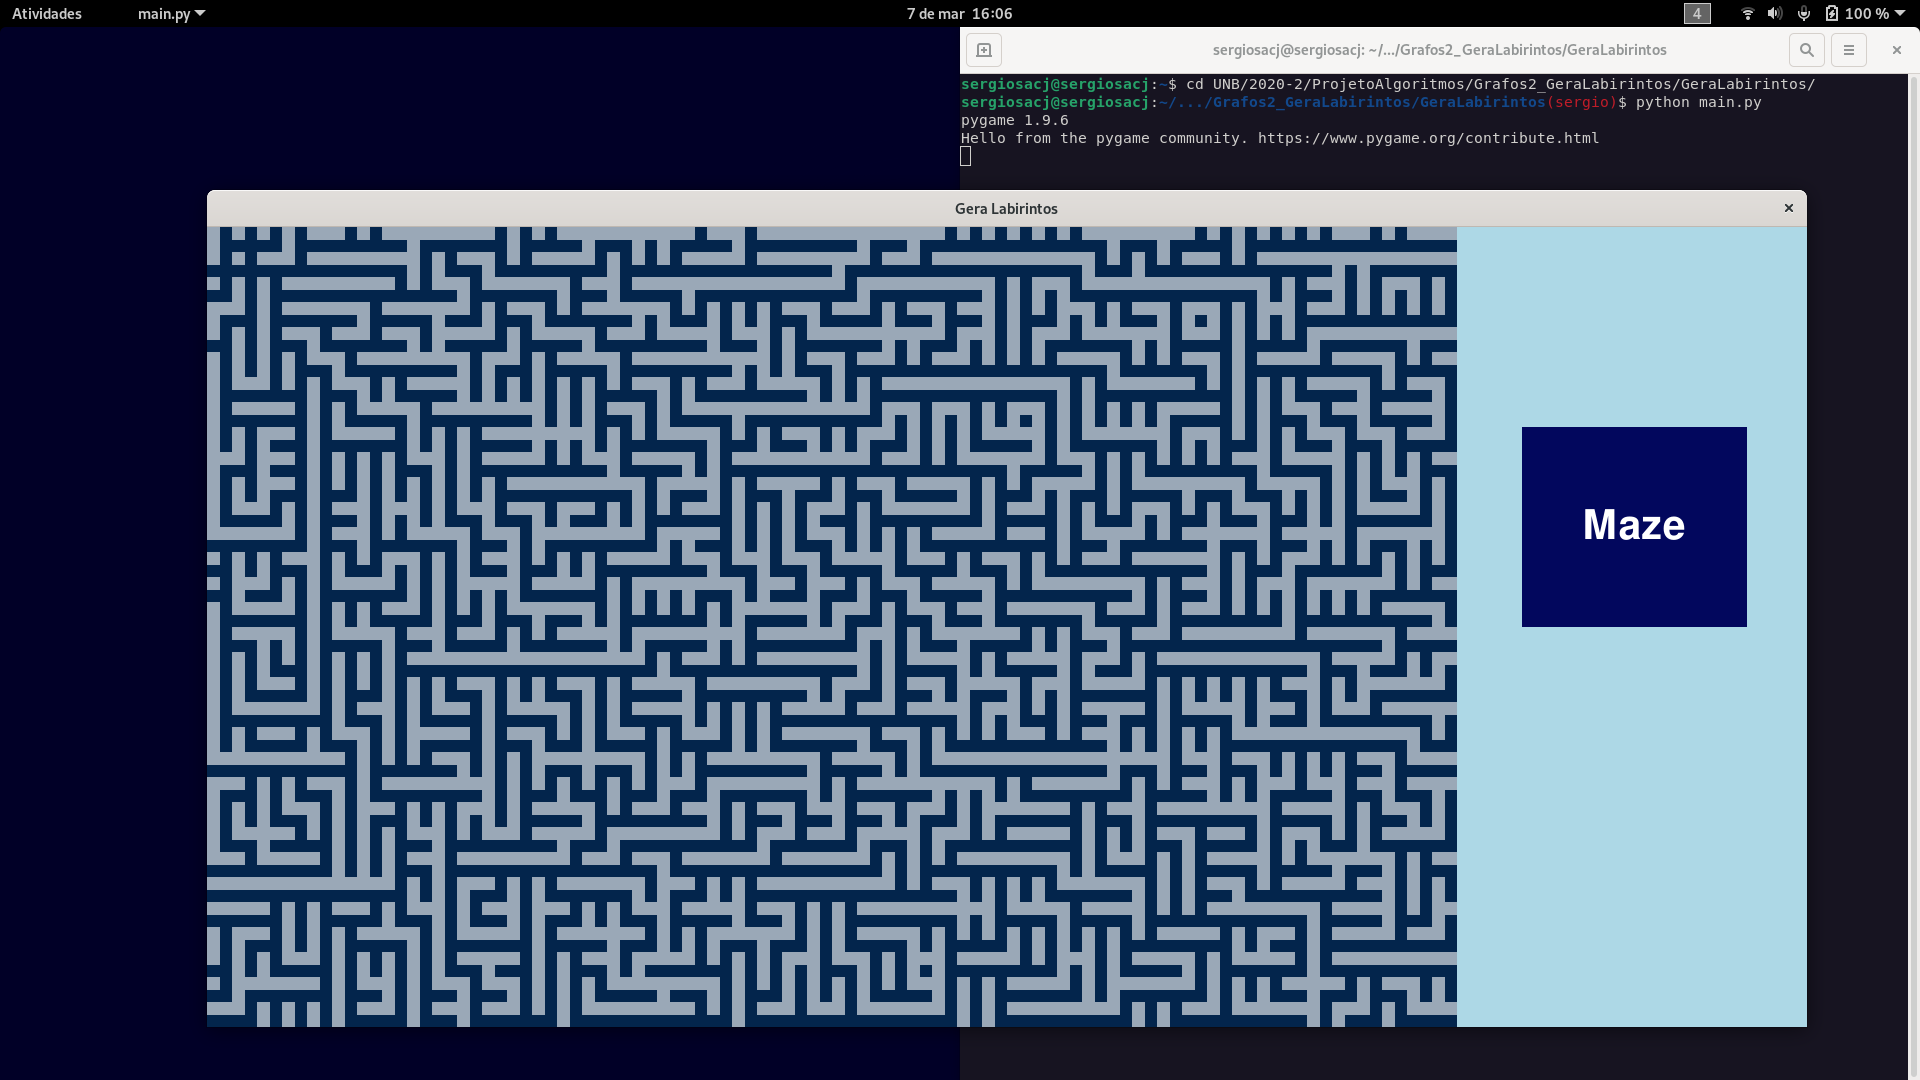 Atividades
main.py
7 de mar 16:06
4
100 %
sergiosacj@sergiosacj: ~/.../Grafos2_GeraLabirintos/GeraLabirintos
sergiosacj@sergiosacj:~$ cd UNB/2020-2/ProjetoAlgoritmos/Grafos2_GeraLabirintos/GeraLabirintos/
sergiosacj@sergiosacj:~/.../Grafos2_GeraLabirintos/GeraLabirintos(sergio)$ python main.py
pygame 1.9.6
Hello from the pygame community. https://www.pygame.org/contribute.html
Gera Labirintos
Maze